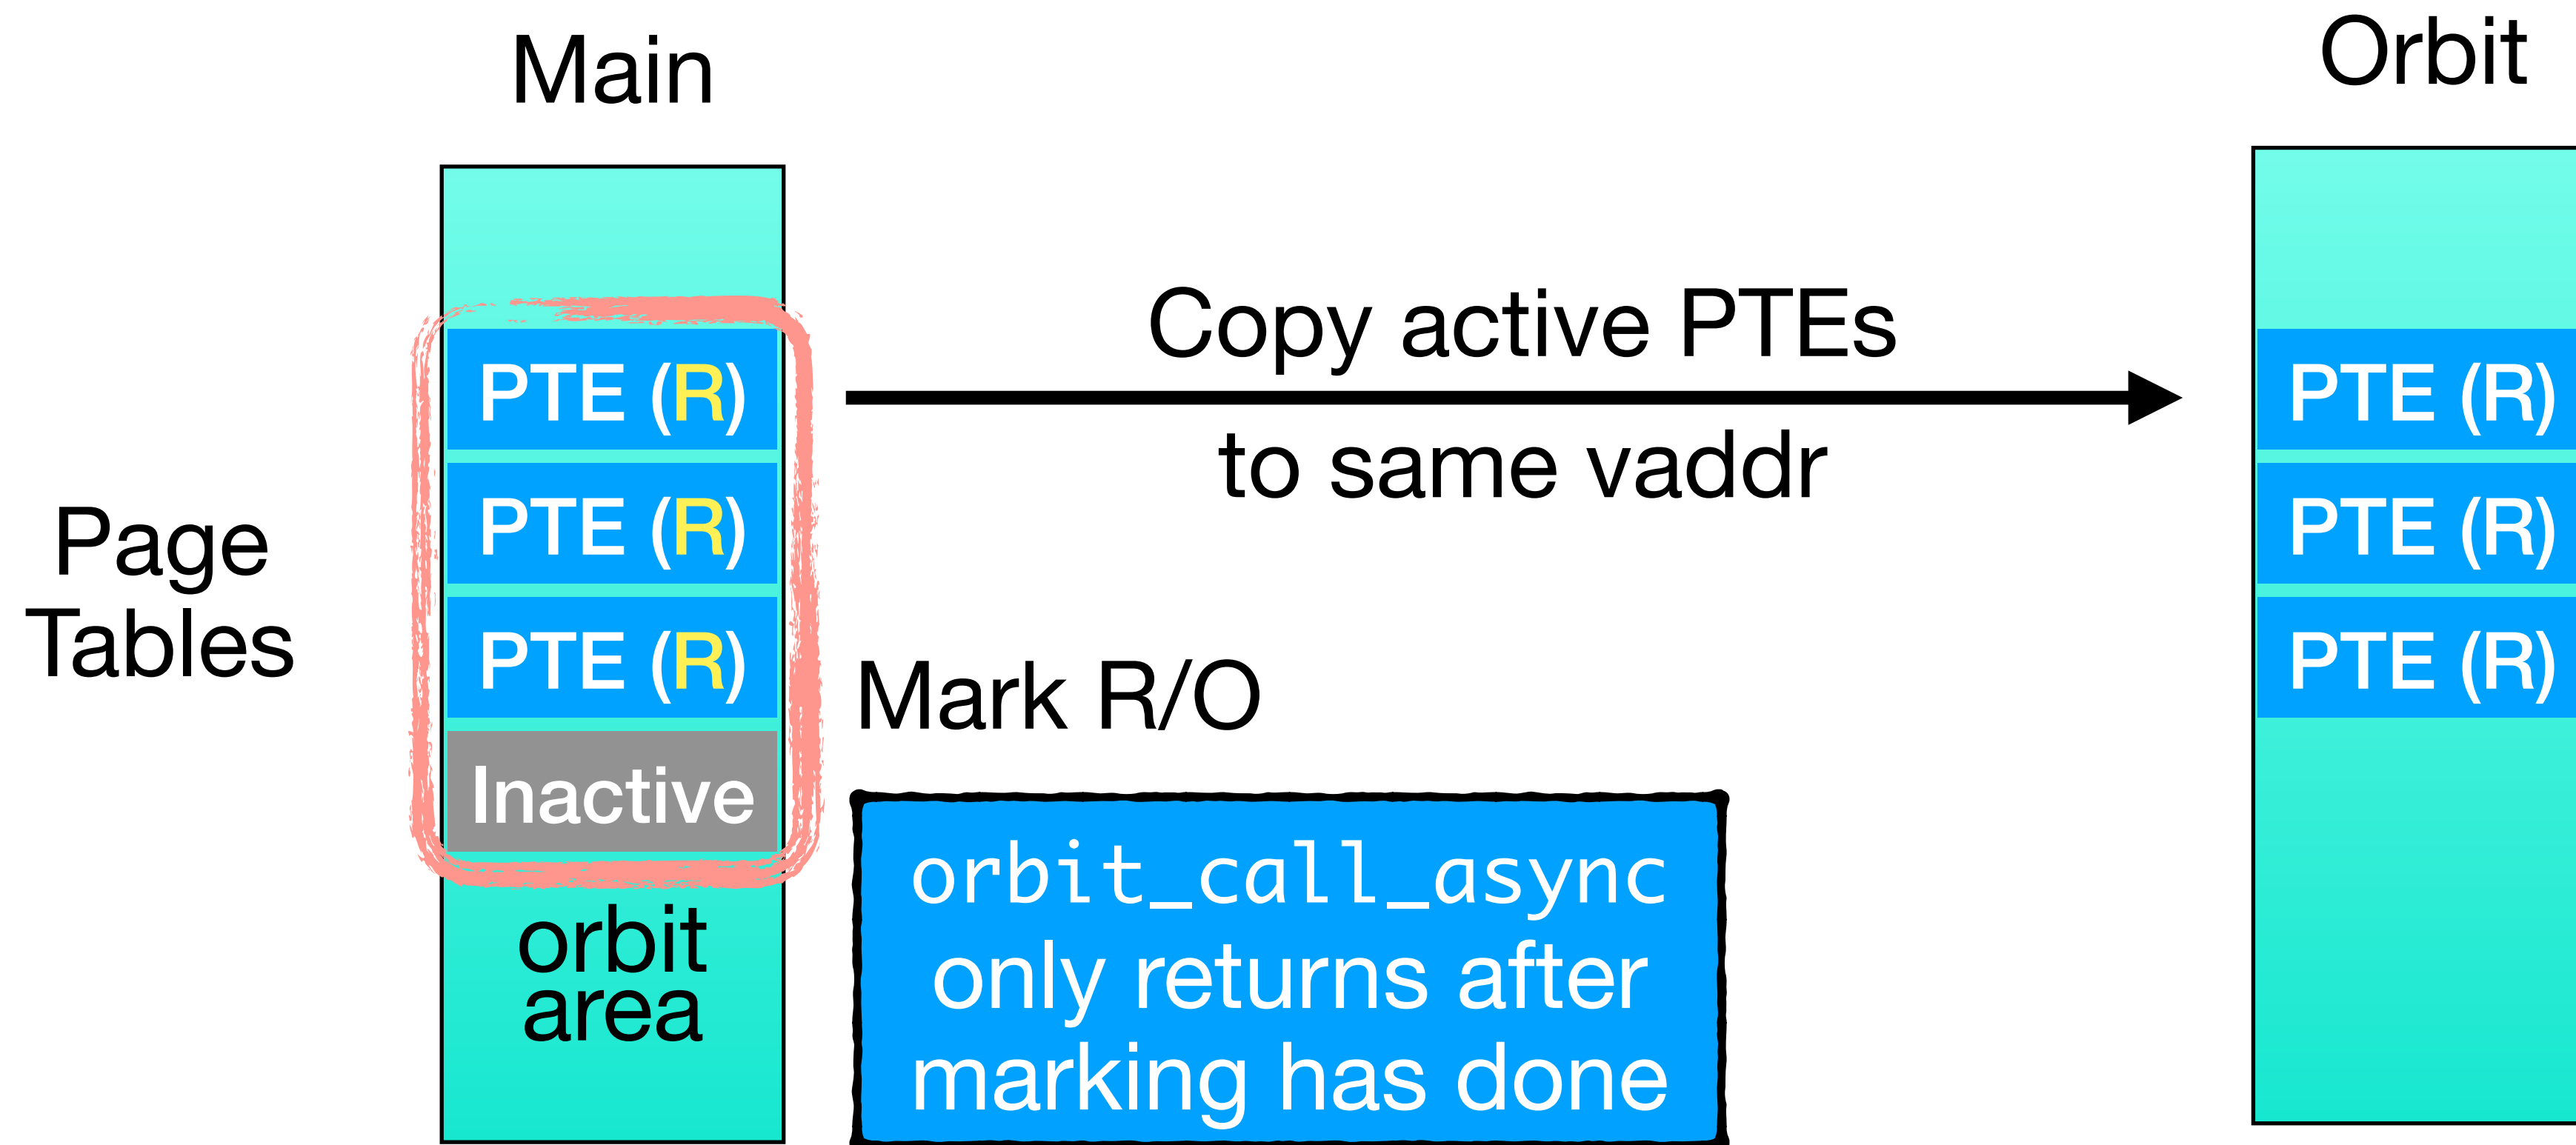 Main
Orbit
Copy active PTEs
to same vaddr
Page
Tables
PTE (R)
PTE (R)
PTE (R)
Inactive
orbit
area
Mark R/O
orbit_call_async
only returns after
marking has done
PTE (R)
PTE (R)
PTE (R)